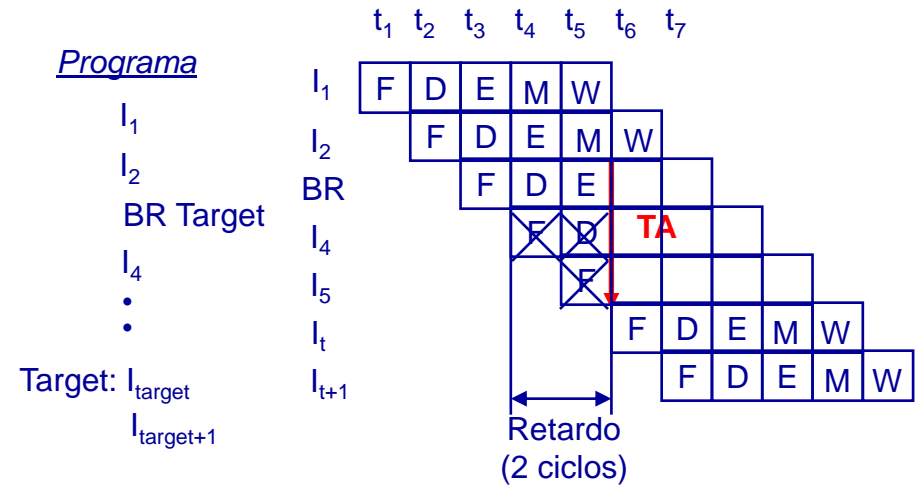 t1 t2 t3 t4 t5 t6 t7
Programa
I1 F D E M W
I1
I2 F D E M W
I2
BR F D E
BR Target
I4 F D TA
I4
I5 F
•
•
It F D E M W
Target: Itarget
It+1 F D E M W
Itarget+1
Retardo
(2 ciclos)